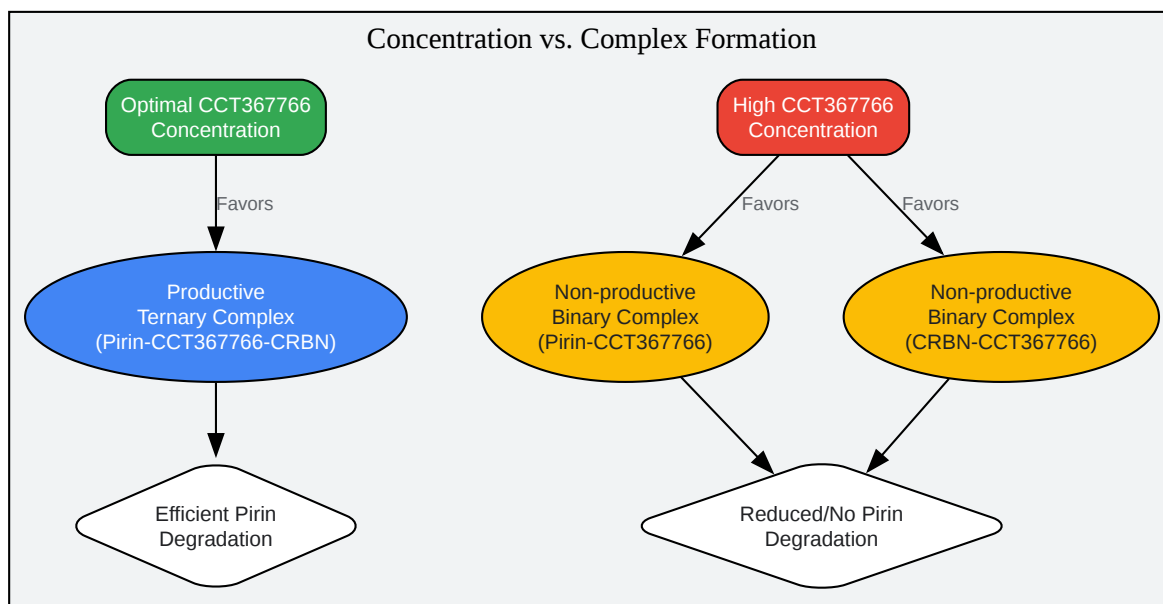 Concentration vs. Complex Formation
Optimal CCT367766
Concentration
Favors
Productive
Ternary Complex
(Pirin-CCT367766-CRBN)
Efficient Pirin
Degradation
High CCT367766
Concentration
Favors
Favors
Non-productive
Binary Complex
(Pirin-CCT367766)
Non-productive
Binary Complex
(CRBN-CCT367766)
Reduced/No Pirin
Degradation